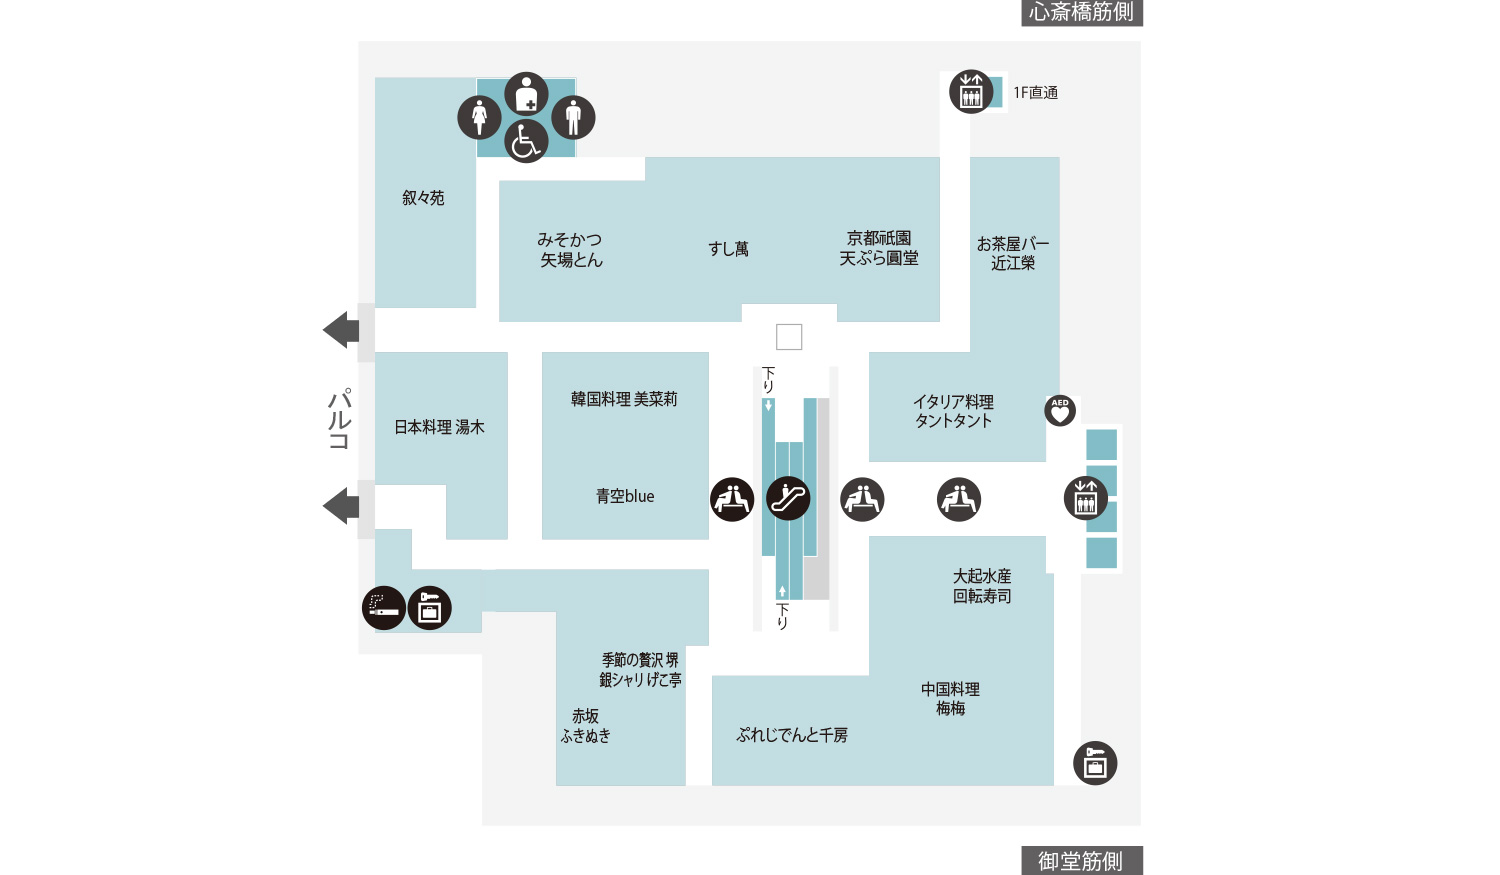 心斎橋筋側
1F直通
叙々苑
みそかつ
矢場とん
すし萬
京都祇園
天ぷら圓堂
お茶屋バー
近江榮
パルコ
日本料理 湯木
韓国料理 美菜莉
青空blue
下り
イタリア料理
タントタント
AED
下り
大起水産
回転寿司
季節の贅沢 堺
銀シャリ げこ亭
赤坂
ふきぬき
ぷれじでんと千房
中国料理
梅梅
御堂筋側